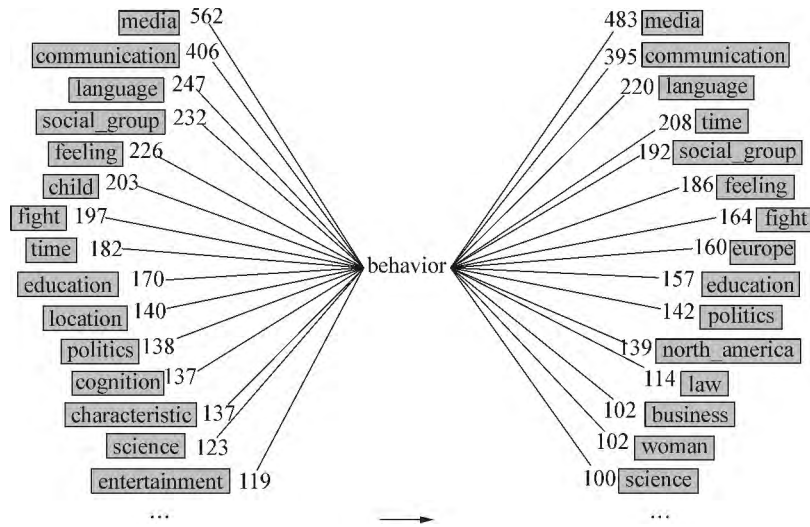 media 562
communication 406
language 247
social_group 232
feeling 226
child 203
fight 197
time 182
education 170
location 140
politics 138
cognition 137
characteristic 137
science 123
entertainment 119
...
behavior
483 media
395 communication
220 language
208 time
192 social_group
186 feeling
164 fight
160 europe
157 education
142 politics
139 north_america
114 law
102 business
102 woman
100 science
...